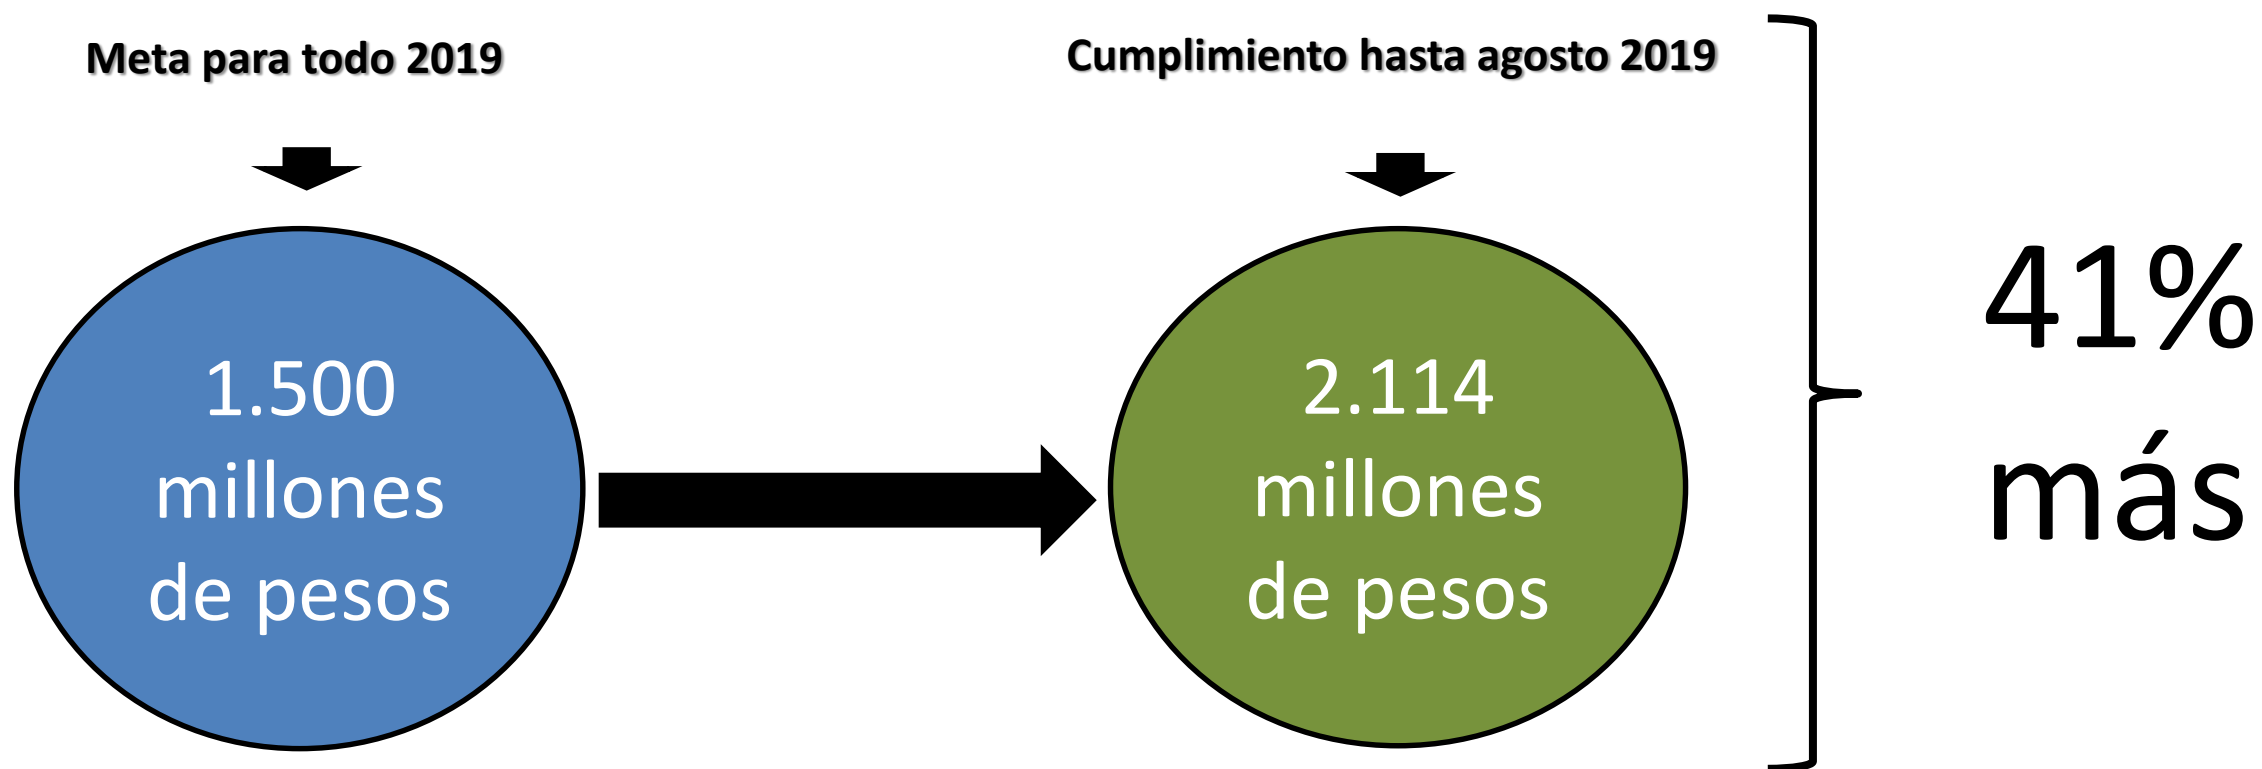 Meta para todo 2019
1.500
millones
de pesos
Cumplimiento hasta agosto 2019
2.114
millones
de pesos
41%
más